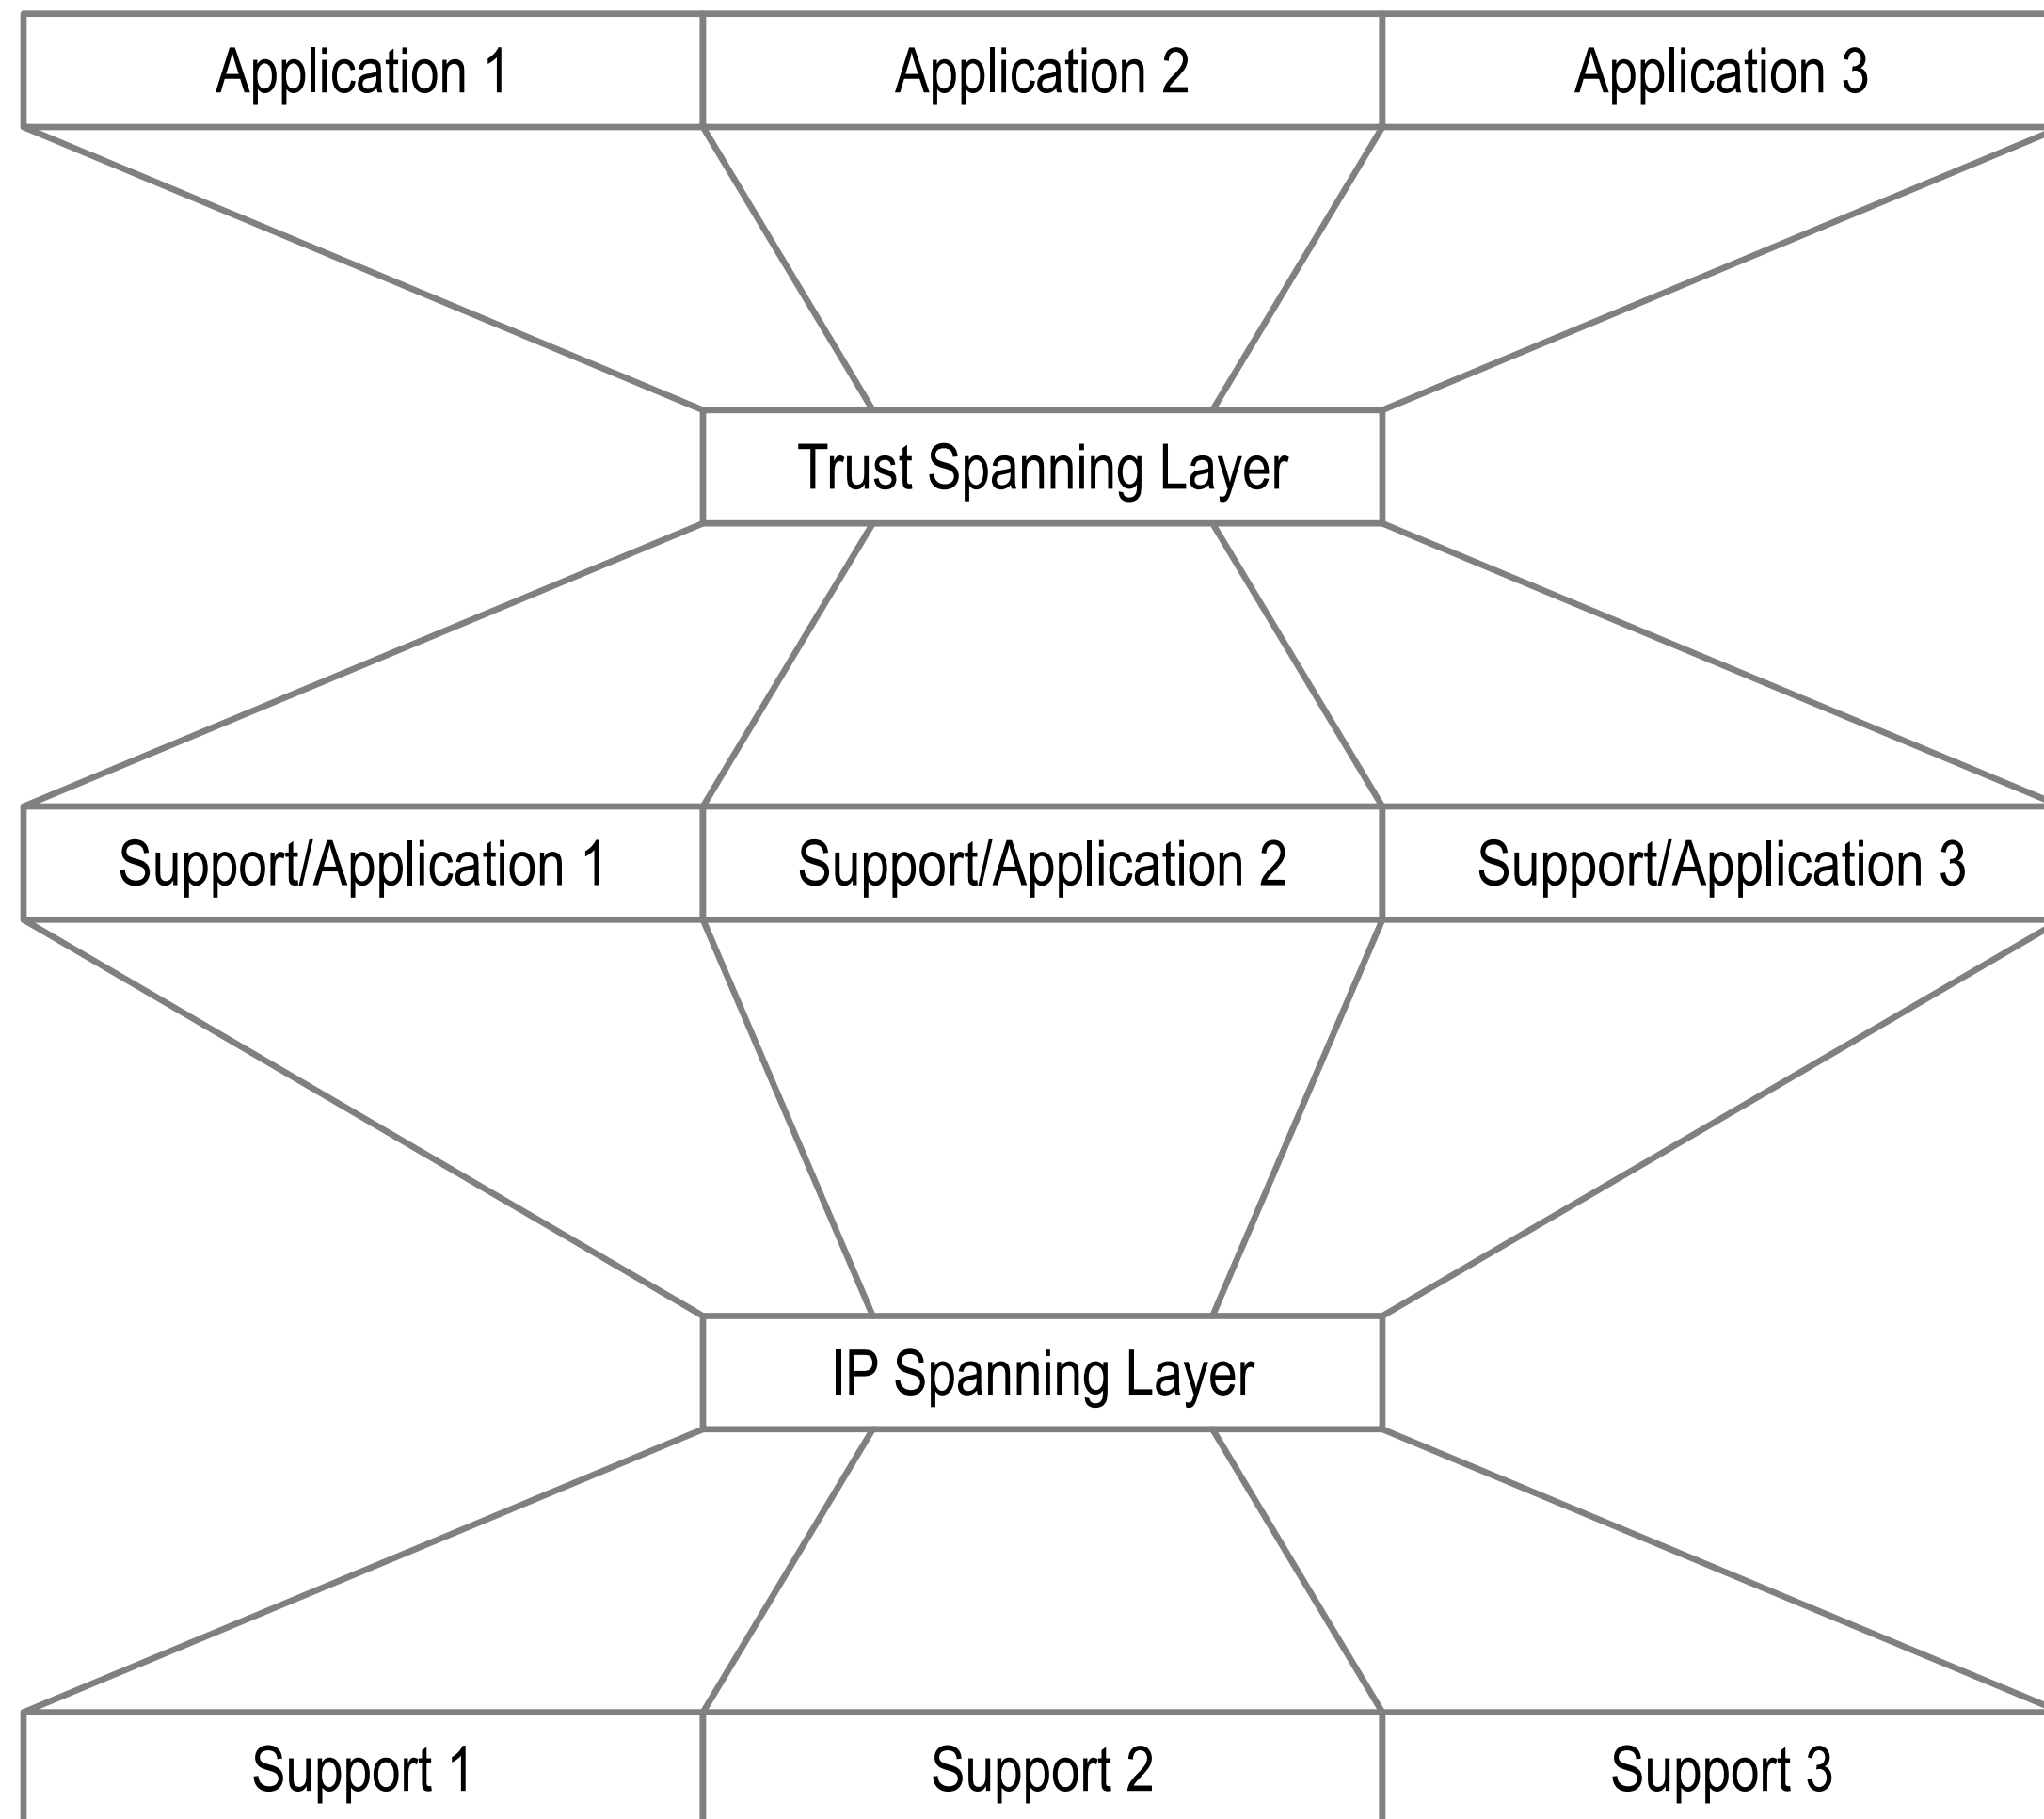 Application 1
Application 2
Application 3
Trust Spanning Layer
Support/Application 1
Support/Application 2
Support/Application 3
IP Spanning Layer
Support 1
Support 2
Support 3